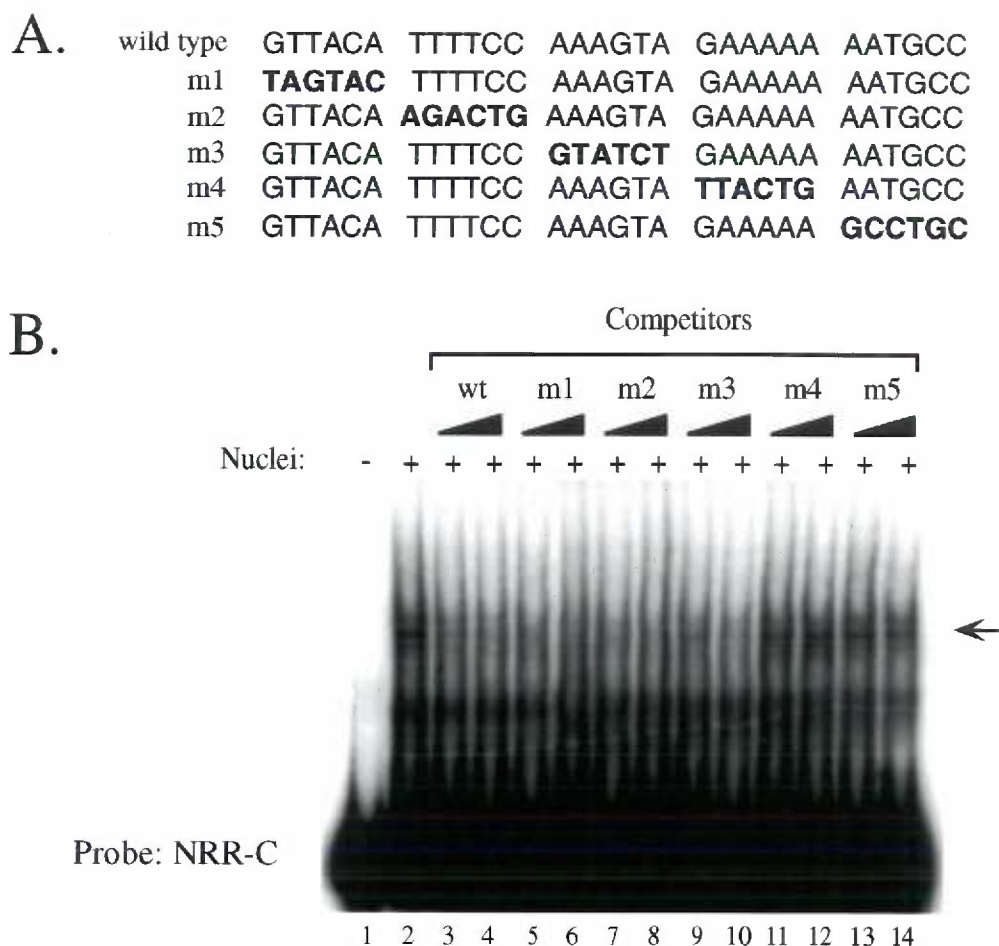 A.
wild type GTTACA TTTTCC AAAGTA GAAAAA AATGCC
m1 TAGTAC TTTTCC AAAGTA GAAAAA AATGCC
m2 GTTACA AGACTG AAAGTA GAAAAA AATGCC
m3 GTTACA TTTTCC GTATCT GAAAAA AATGCC
m4 GTTACA TTTTCC AAAGTA TTACTG AATGCC
m5 GTTACA TTTTCC AAAGTA GAAAAA GCCTGC
B.
Competitors
wt m1 m2 m3 m4 m5
Nuclei: - + + + + + + + + + + + + +
Probe: NRR-C
1 2 3 4 5 6 7 8 9 10 11 12 13 14